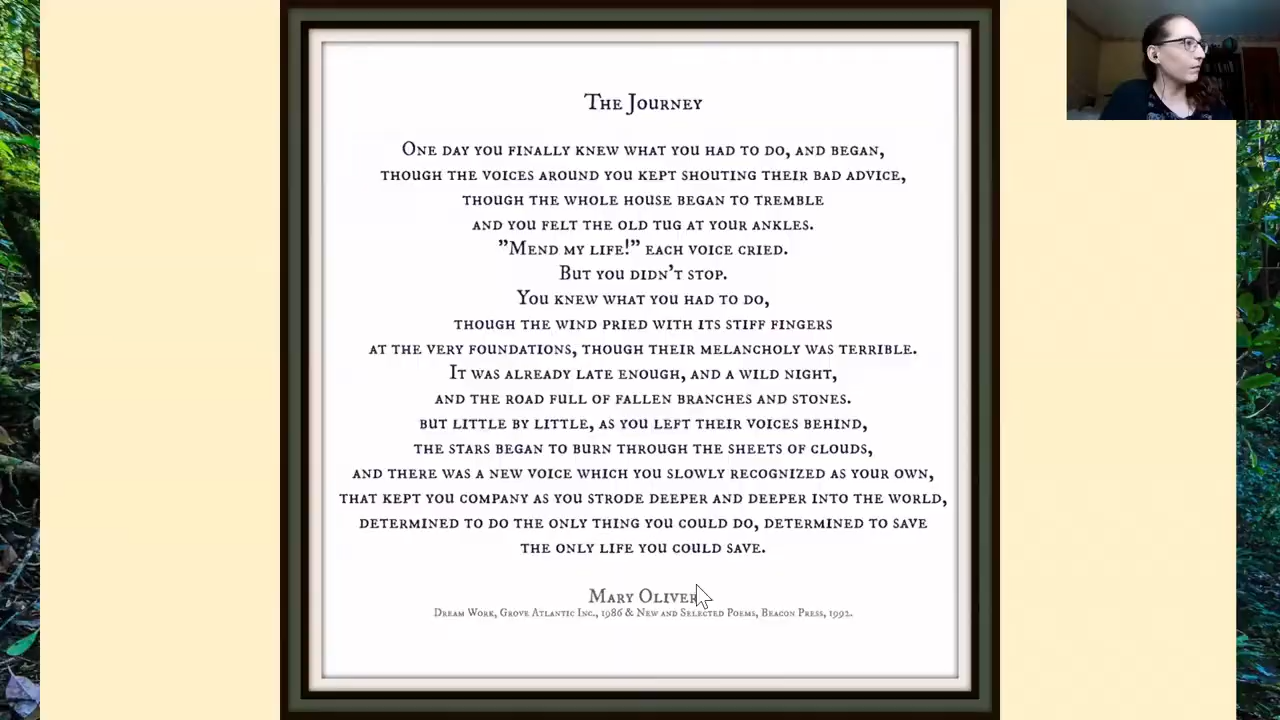 The Journey
One day you finally knew what you had to do, and began,
though the voices around you kept shouting their bad advice,
though the whole house began to tremble
and you felt the old tug at your ankles.
"Mend my life!" each voice cried.
But you didn't stop.
You knew what you had to do,
though the wind pried with its stiff fingers
at the very foundations, though their melancholy was terrible.
It was already late enough, and a wild night,
and the road full of fallen branches and stones.
but little by little, as you left their voices behind,
the stars began to burn through the sheets of clouds,
and there was a new voice which you slowly recognized as your own,
that kept you company as you strode deeper and deeper into the world,
determined to do the only thing you could do, determined to save
the only life you could save.
Mary Oliver
Dream Work, Grove Atlantic Inc., 1986 & New and Selected Poems, Beacon Press, 1992.